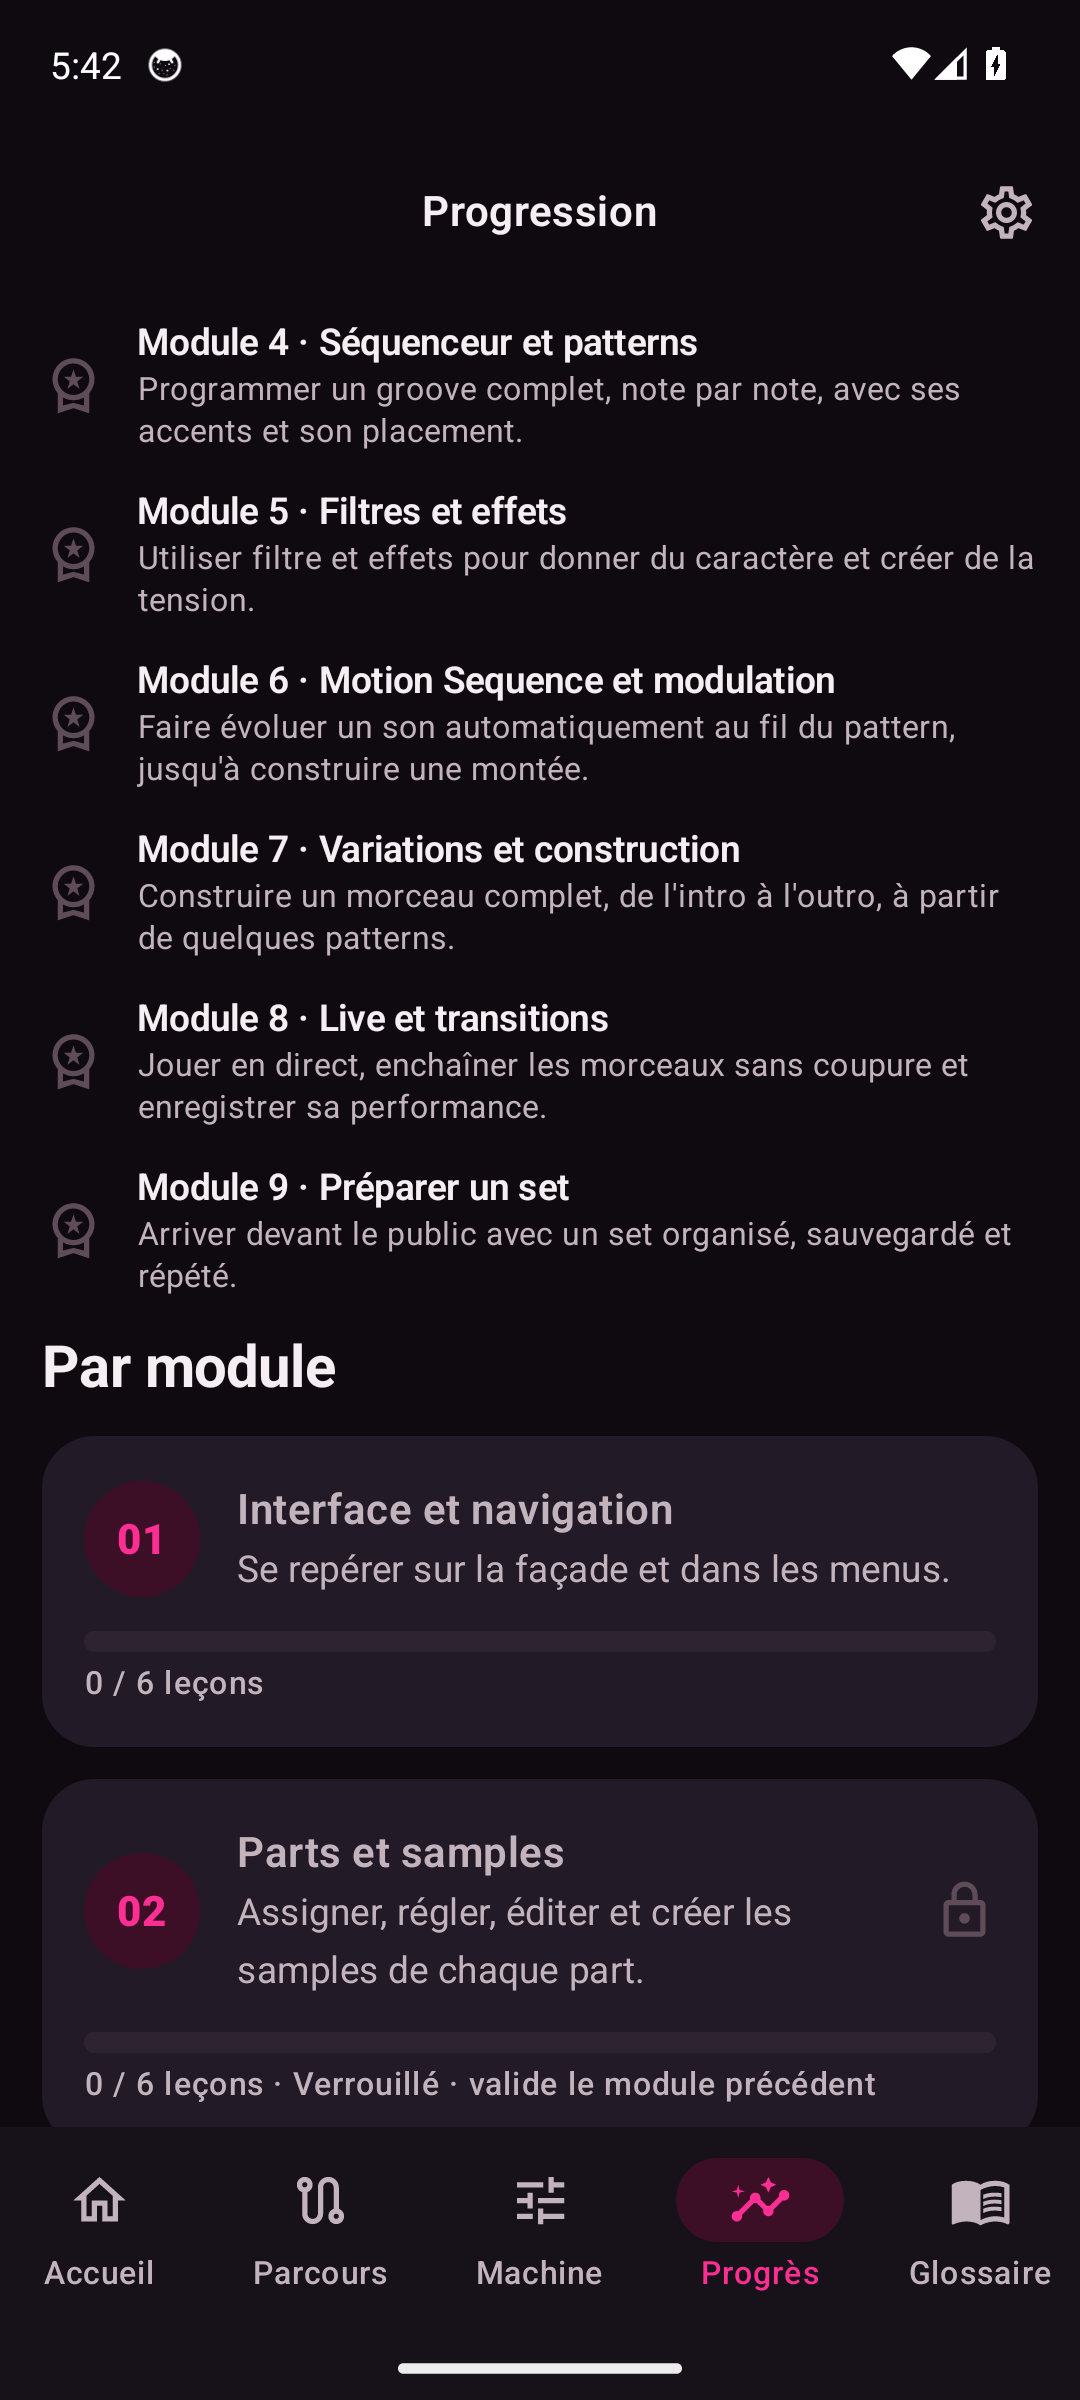 5:42
Progression
Module 4 · Séquenceur et patterns
Programmer un groove complet, note par note, avec ses
accents et son placement.
Module 5 · Filtres et effets
Utiliser filtre et effets pour donner du caractère et créer de la
tension.
Module 6 · Motion Sequence et modulation
Faire évoluer un son automatiquement au fil du pattern,
jusqu'à construire une montée.
Module 7 · Variations et construction
Construire un morceau complet, de l'intro à l'outro, à partir
de quelques patterns.
Module 8 · Live et transitions
Jouer en direct, enchaîner les morceaux sans coupure et
enregistrer sa performance.
Module 9 · Préparer un set
Arriver devant le public avec un set organisé, sauvegardé et
répété.
Par module
01
Interface et navigation
Se repérer sur la façade et dans les menus.
0 / 6 leçons
02
Parts et samples
Assigner, régler, éditer et créer les
samples de chaque part.
0 / 6 leçons · Verrouillé · valide le module précédent
Accueil
Parcours
Machine
Progrès
Glossaire